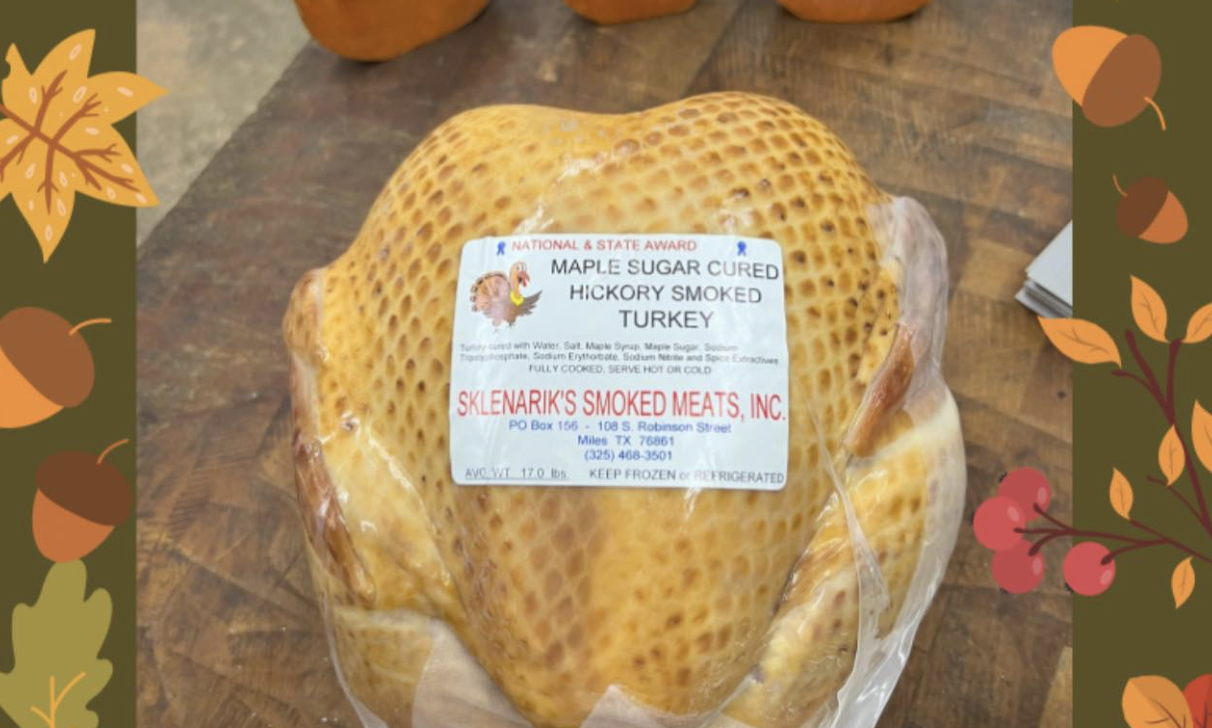 NATIONAL & STATE AWARD
MAPLE SUGAR CURED
HICKORY SMOKED
TURKEY
Turkey cured with Water, Salt, Maple Syrup, Maple Sugar, Sodium
Tripolyphosphate, Sodium Erythorbate, Sodium Nitrite and Spice Extractives.
FULLY COOKED, SERVE HOT OR COLD
SKLENARIK'S SMOKED MEATS, INC.
PO Box 156 - 108 S. Robinson Street
Miles TX 76861
(325) 468-3501
AVG. WT. 17.0 lbs. KEEP FROZEN or REFRIGERATED